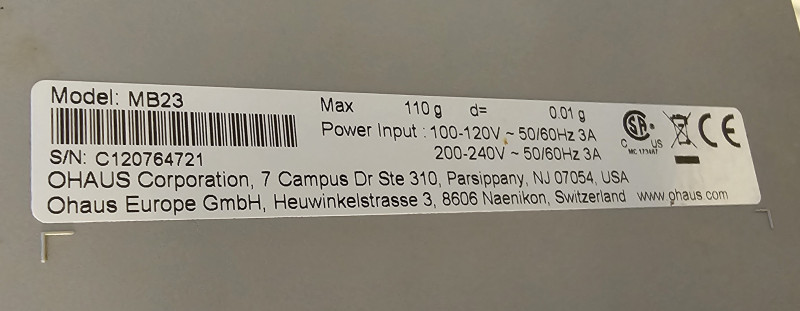 Model: MB23
Max 110 g d= 0.01 g
Power Input : 100-120V ~ 50/60Hz 3A
200-240V ~ 50/60Hz 3A
S/N: C120764721
OHAUS Corporation, 7 Campus Dr Ste 310, Parsippany, NJ 07054, USA
Ohaus Europe GmbH, Heuwinkelstrasse 3, 8606 Naenikon, Switzerland www.ohaus.com
C US
CE